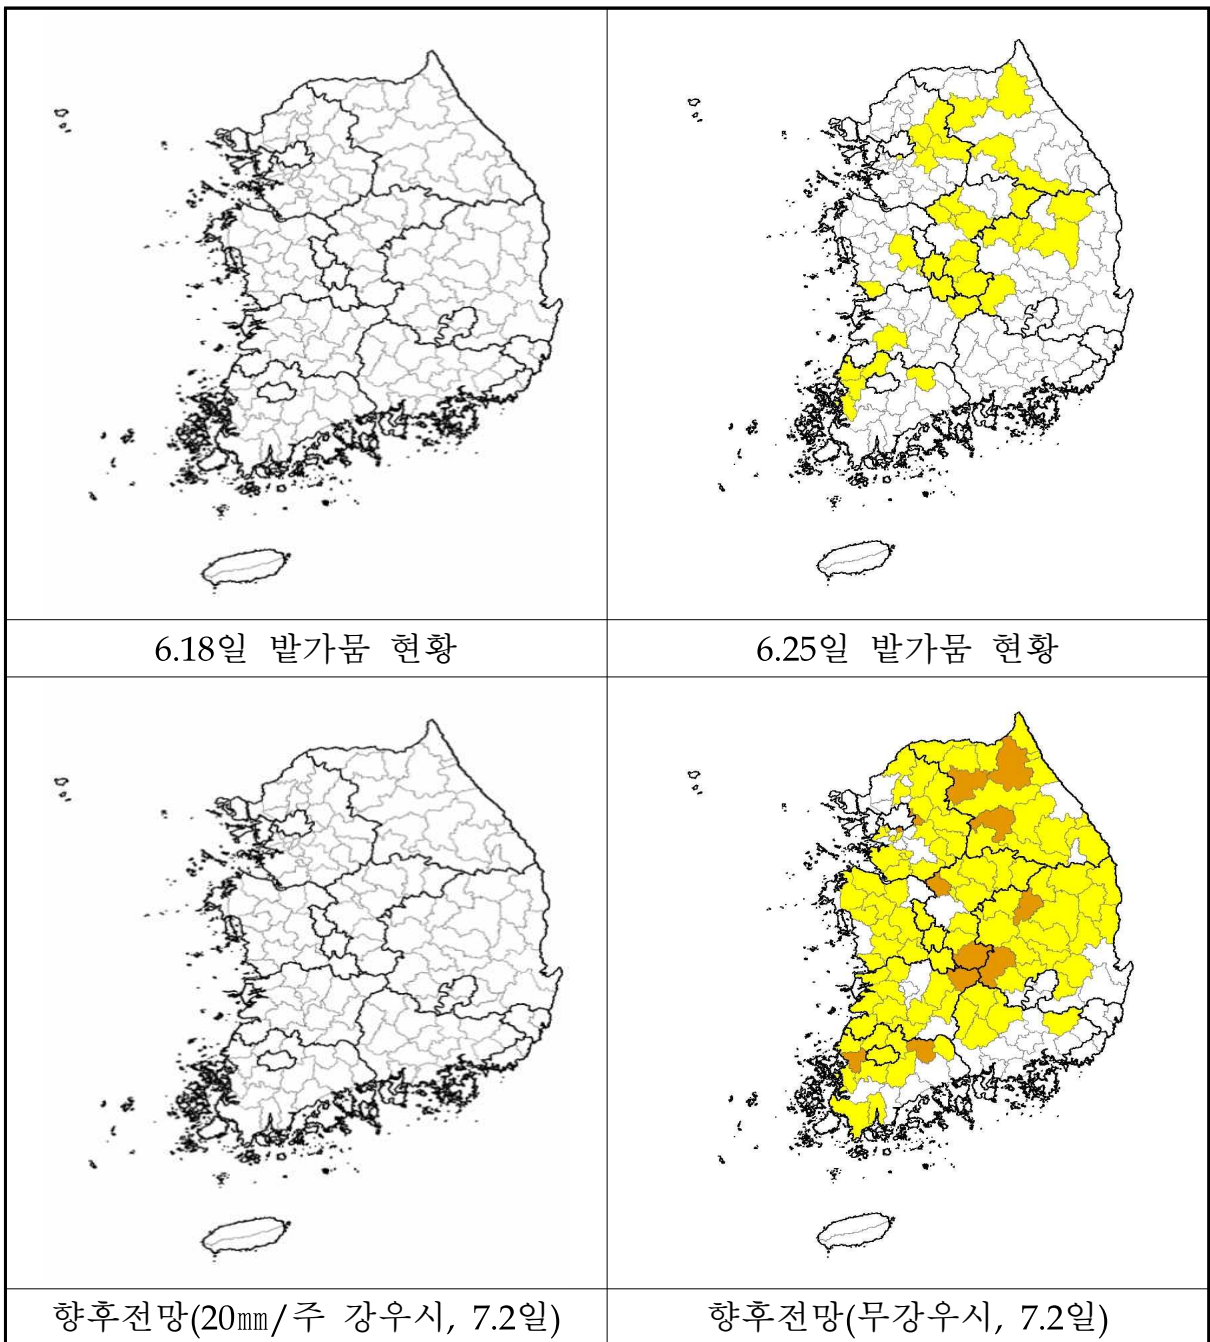 6.18일 밭가뭄 현황
6.25일 밭가뭄 현황
향후전망(20㎜/주 강우시, 7.2일)
향후전망(무강우시, 7.2일)